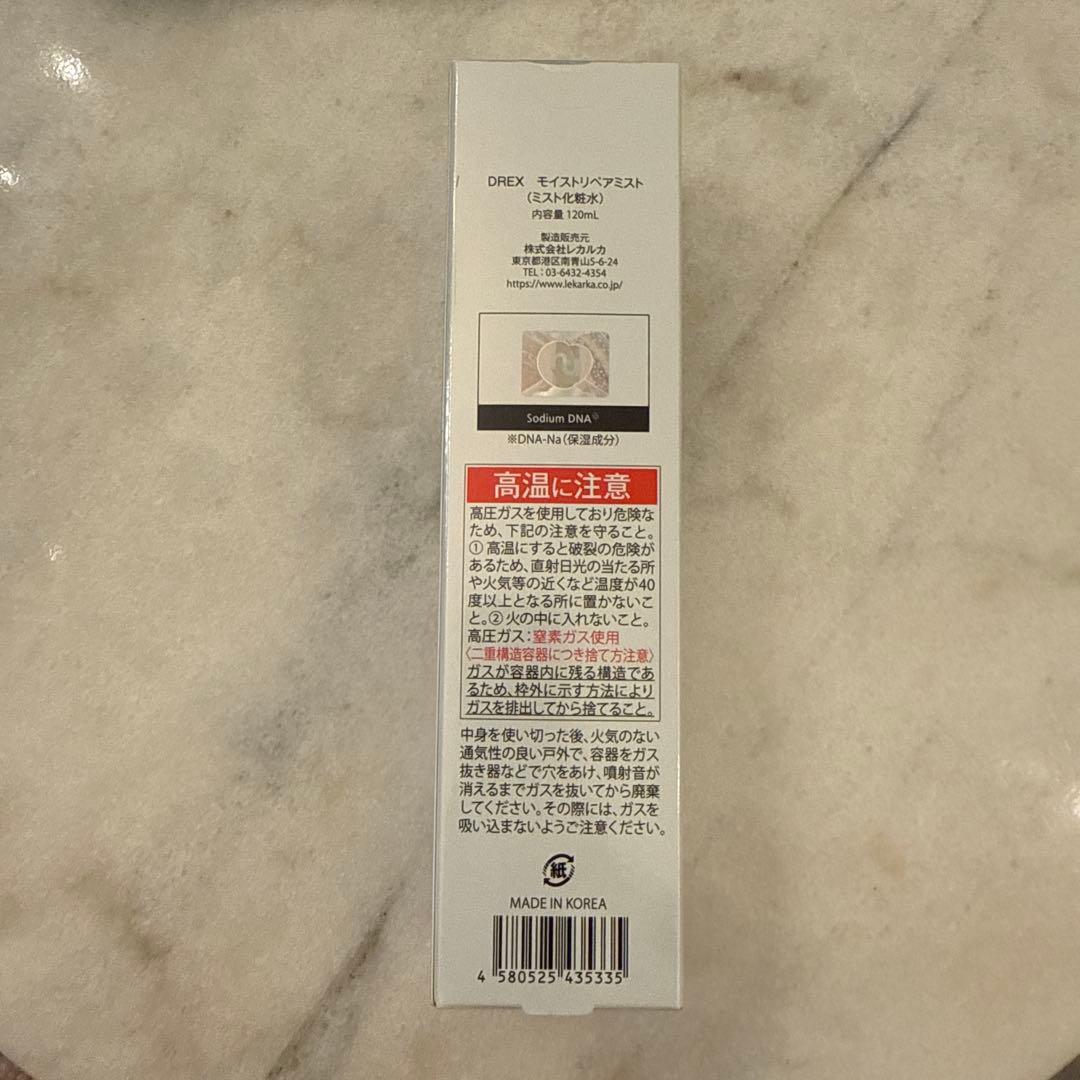 DREX　モイストリペアミスト
（ミスト化粧水）
内容量 120mL
製造販売元
株式会社レカルカ
東京都港区南青山5-6-24
TEL：03-6432-4354
https://www.lekarka.co.jp/
Sodium DNA※
※DNA-Na（保湿成分）
高温に注意
高圧ガスを使用しており危険な
ため、下記の注意を守ること。
①高温にすると破裂の危険が
あるため、直射日光の当たる所
や火気等の近くなど温度が40
度以上となる所に置かないこ
と。②火の中に入れないこと。
高圧ガス：窒素ガス使用
〈二重構造容器につき捨て方注意〉
ガスが容器内に残る構造であ
るため、枠外に示す方法により
ガスを排出してから捨てること。
中身を使い切った後、火気のない
通気性の良い戸外で、容器をガス
抜き器などで穴をあけ、噴射音が
消えるまでガスを抜いてから廃棄
してください。その際には、ガスを
吸い込まないようご注意ください。
紙
MADE IN KOREA
4 580525 435335